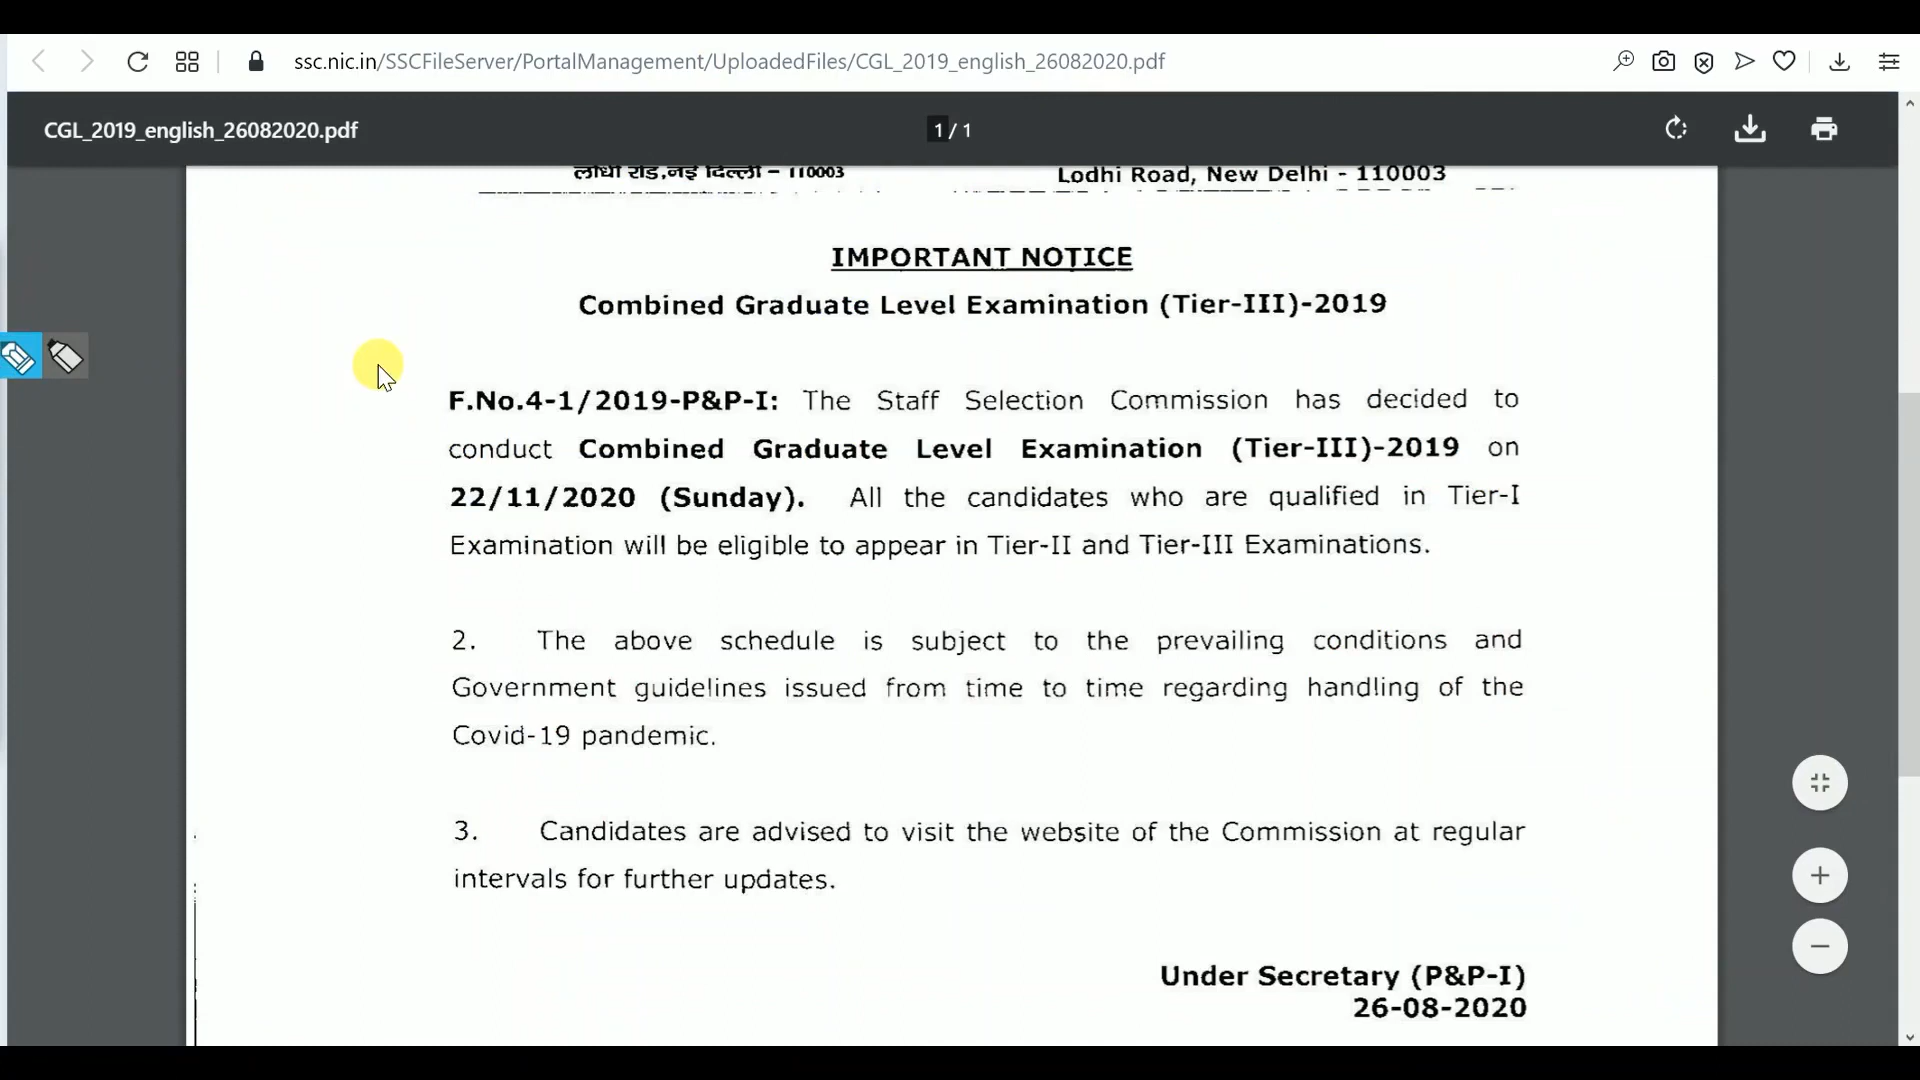 ssc.nic.in/SSCFileServer/PortalManagement/UploadedFiles/CGL_2019_english_26082020.pdf
CGL_2019_english_26082020.pdf
1 / 1
लोधी रोड,नई दिल्ली – 110003
Lodhi Road, New Delhi - 110003
IMPORTANT NOTICE
Combined Graduate Level Examination (Tier-III)-2019
F.No.4-1/2019-P&P-I: The Staff Selection Commission has decided to
conduct Combined Graduate Level Examination (Tier-III)-2019 on
22/11/2020 (Sunday). All the candidates who are qualified in Tier-I
Examination will be eligible to appear in Tier-II and Tier-III Examinations.
2. The above schedule is subject to the prevailing conditions and
Government guidelines issued from time to time regarding handling of the
Covid-19 pandemic.
3. Candidates are advised to visit the website of the Commission at regular
intervals for further updates.
Under Secretary (P&P-I)
26-08-2020